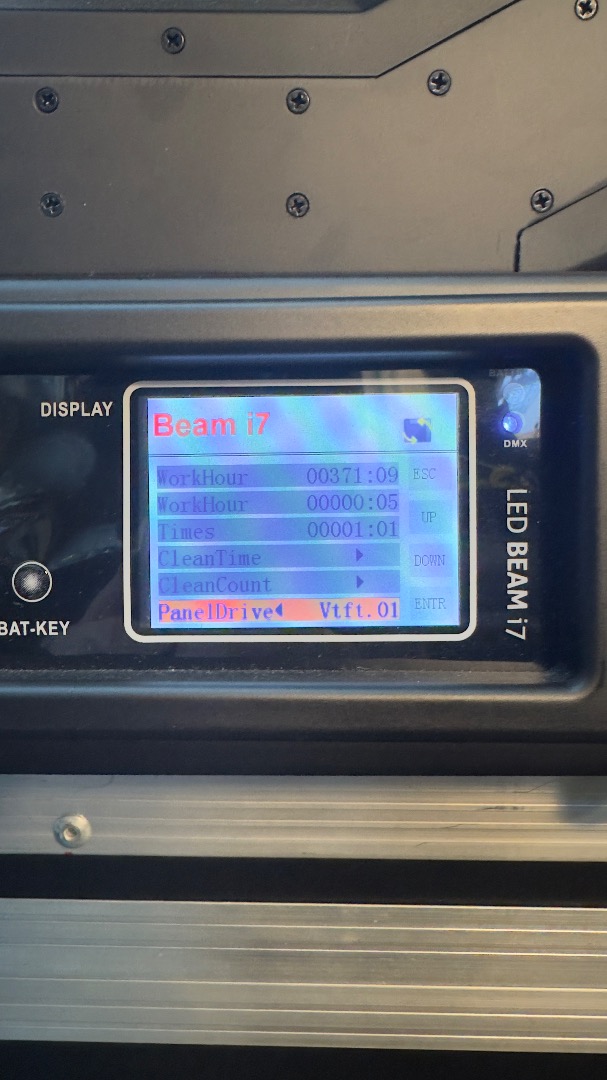 DISPLAY
Beam i7
WorkHour 00371:09
WorkHour 00000:05
Times 00001:01
CleanTime
CleanCount
PanelDrive Vtft.01
ESC
UP
DOWN
ENTR
DMX
LED BEAM i7
BAT-KEY